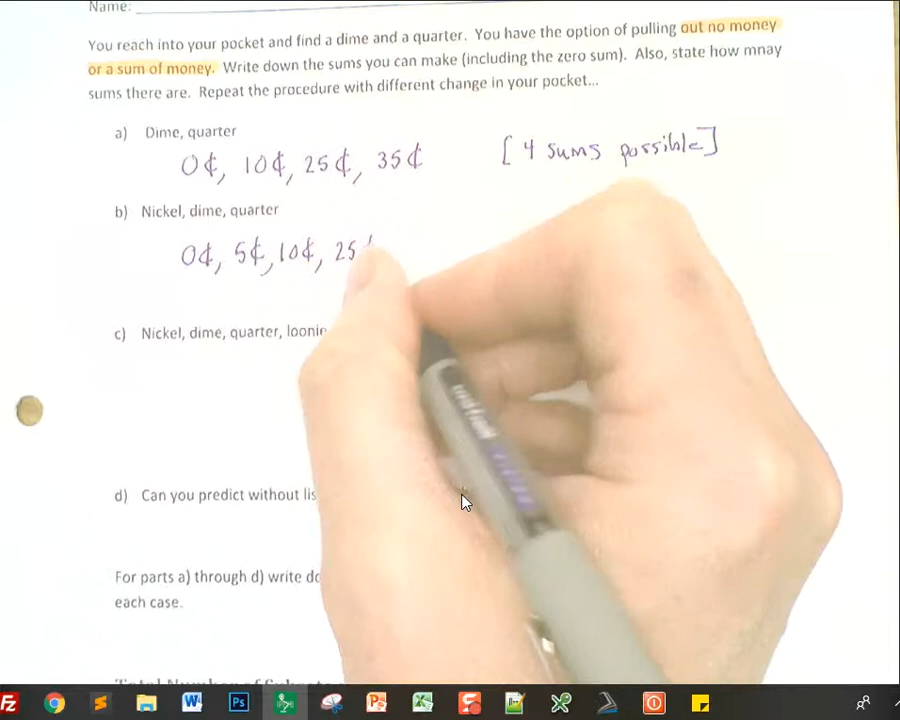 Name:
You reach into your pocket and find a dime and a quarter. You have the option of pulling out no money
or a sum of money. Write down the sums you can make (including the zero sum). Also, state how mnay
sums there are. Repeat the procedure with different change in your pocket...
a) Dime, quarter
0¢, 10¢, 25¢, 35¢ [4 sums possible]
b) Nickel, dime, quarter
0¢, 5¢, 10¢, 25
c) Nickel, dime, quarter, loonie
d) Can you predict without lis
For parts a) through d) write do
each case.